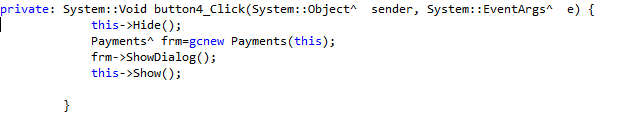 private: System::Void button4_Click(System::Object^  sender, System::EventArgs^  e) {
this->Hide();
Payments^ frm=gcnew Payments(this);
frm->ShowDialog();
this->Show();
}